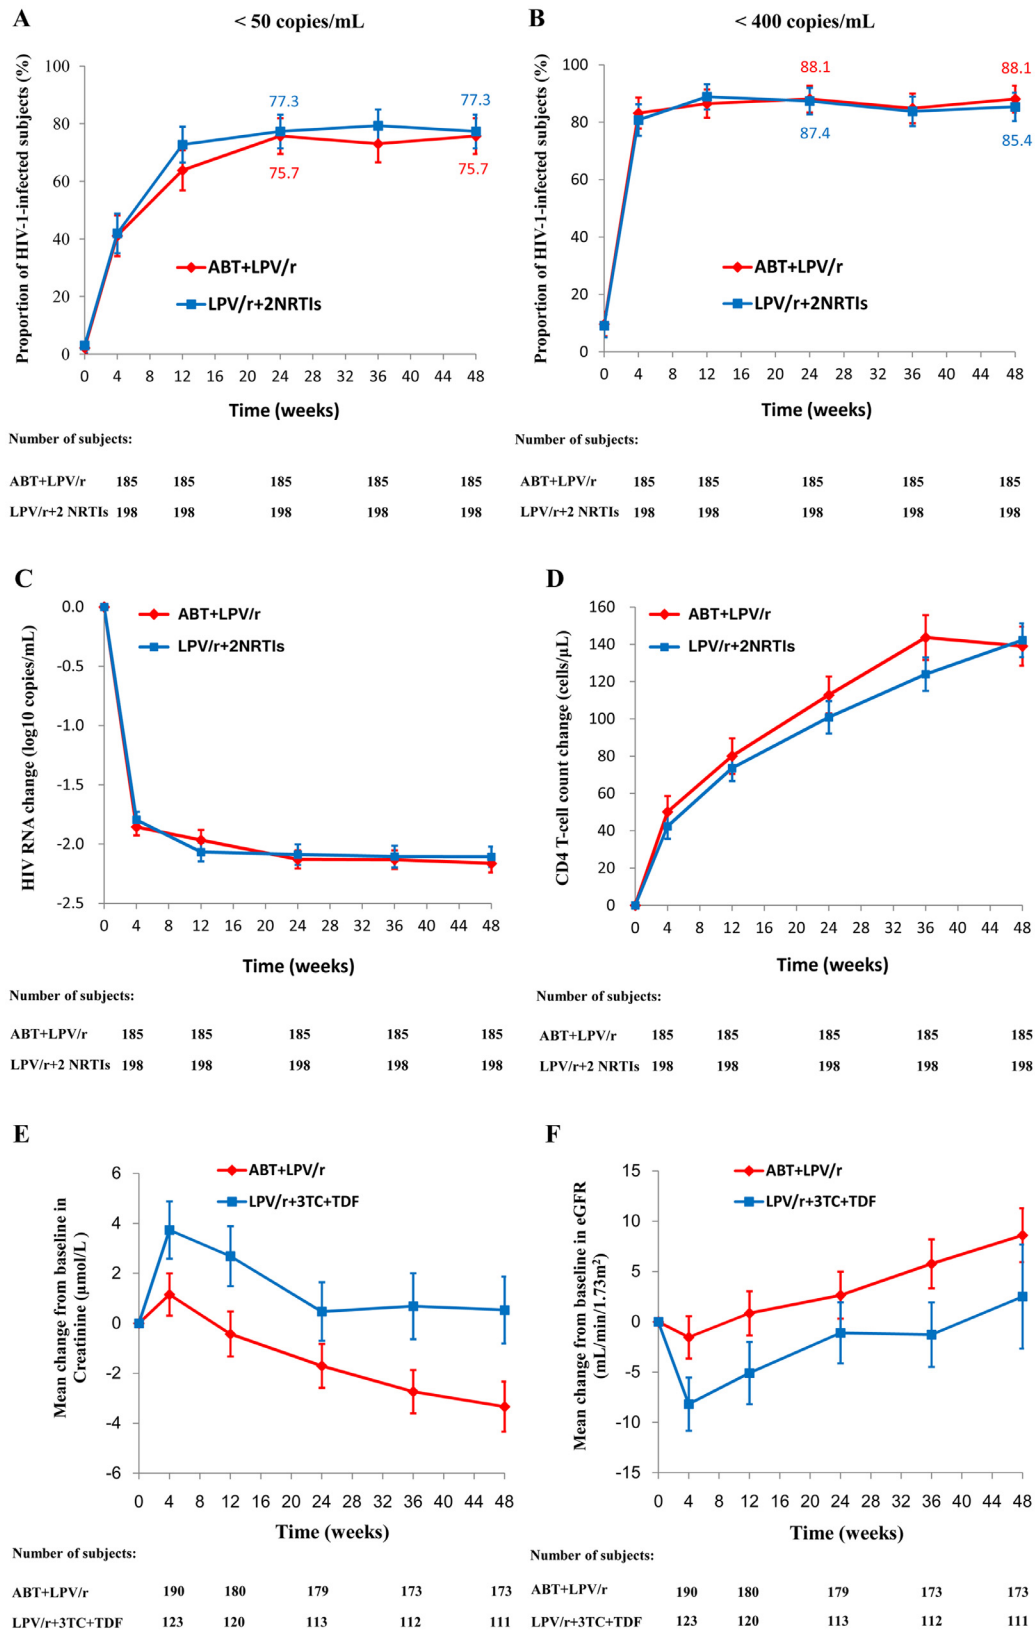 A
< 50 copies/mL
Proportion of HIV-1-infected subjects (%)
100
80
60
40
20
0
77.3
77.3
75.7
75.7
ABT+LPV/r
LPV/r+2NRTIs
0 4 8 12 16 20 24 28 32 36 40 44 48
Time (weeks)
Number of subjects:
ABT+LPV/r 185 185 185 185 185
LPV/r+2 NRTIs 198 198 198 198 198
B
< 400 copies/mL
Proportion of HIV-1-infected subjects (%)
100
80
60
40
20
0
88.1
88.1
87.4
85.4
ABT+LPV/r
LPV/r+2NRTIs
0 4 8 12 16 20 24 28 32 36 40 44 48
Time (weeks)
Number of subjects:
ABT+LPV/r 185 185 185 185 185
LPV/r+2 NRTIs 198 198 198 198 198
C
HIV RNA change (log10 copies/mL)
0.0
-0.5
-1.0
-1.5
-2.0
-2.5
ABT+LPV/r
LPV/r+2NRTIs
0 4 8 12 16 20 24 28 32 36 40 44 48
Time (weeks)
Number of subjects:
ABT+LPV/r 185 185 185 185 185
LPV/r+2 NRTIs 198 198 198 198 198
D
CD4 T-cell count change (cells/μL)
160
140
120
100
80
60
40
20
0
ABT+LPV/r
LPV/r+2NRTIs
0 4 8 12 16 20 24 28 32 36 40 44 48
Time (weeks)
Number of subjects:
ABT+LPV/r 185 185 185 185 185
LPV/r+2 NRTIs 198 198 198 198 198
E
Mean change from baseline in
Creatinine (μmol/L )
6
4
2
0
-2
-4
-6
ABT+LPV/r
LPV/r+3TC+TDF
0 4 8 12 16 20 24 28 32 36 40 44 48
Time (weeks)
Number of subjects:
ABT+LPV/r 190 180 179 173 173
LPV/r+3TC+TDF 123 120 113 112 111
F
Mean change from baseline in eGFR
(mL/min/1.73m²)
15
10
5
0
-5
-10
-15
ABT+LPV/r
LPV/r+3TC+TDF
0 4 8 12 16 20 24 28 32 36 40 44 48
Time (weeks)
Number of subjects:
ABT+LPV/r 190 180 179 173 173
LPV/r+3TC+TDF 123 120 113 112 111